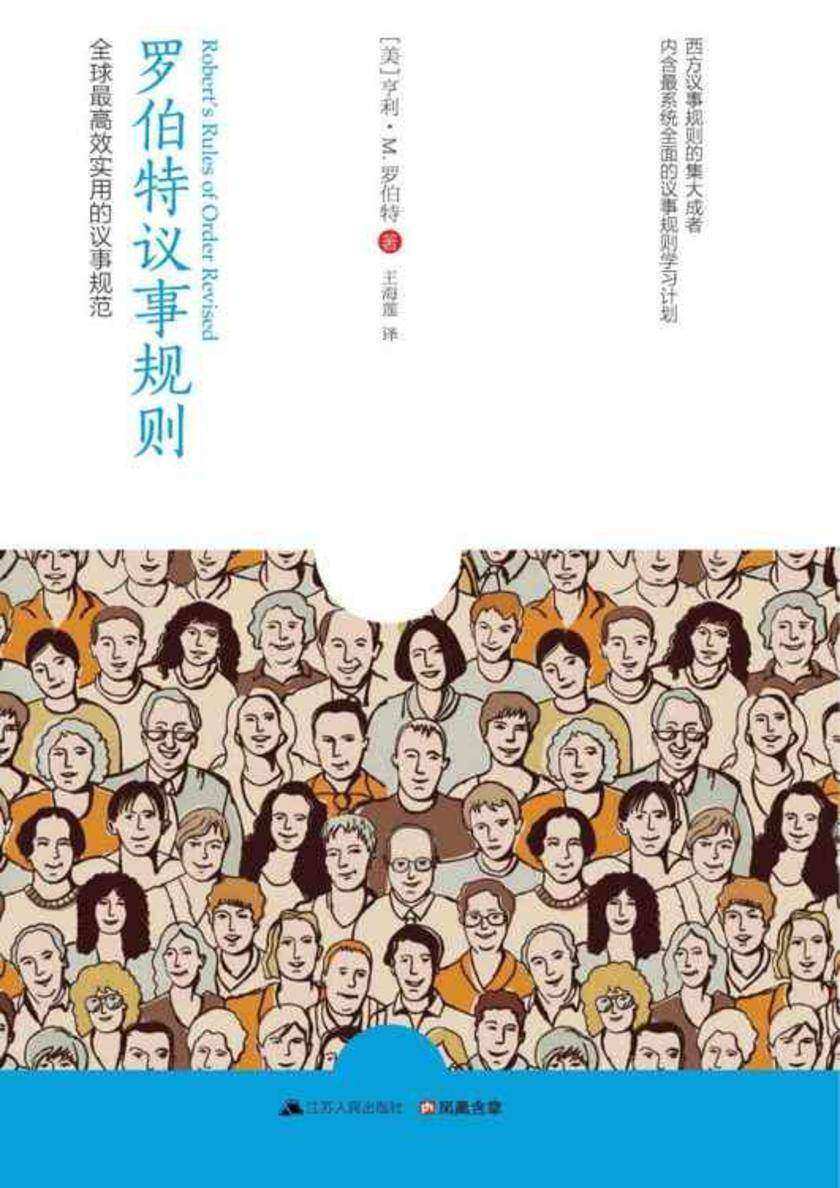 西方议事规则的集大成者
内含最系统全面的议事规则学习计划
[美]亨利·M.罗伯特 著
王海莲 译
Robert's Rules of Order Revised
罗伯特议事规则
全球最高效实用的议事规范
江苏人民出版社
凤凰含章